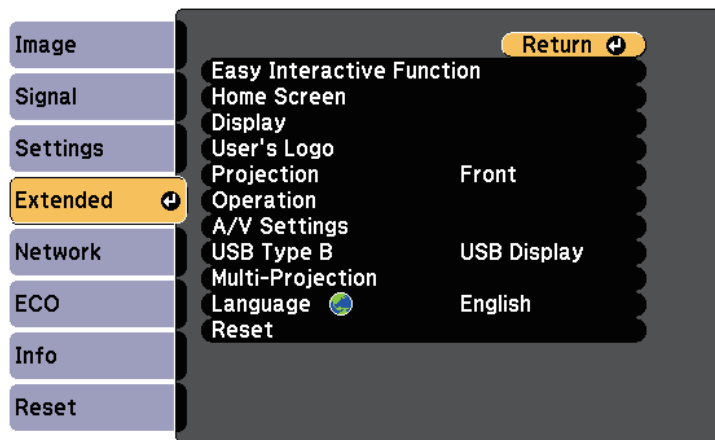 Image
Signal
Settings
Extended
Network
ECO
Info
Reset
Return
Easy Interactive Function
Home Screen
Display
User's Logo
Projection Front
Operation
A/V Settings
USB Type B USB Display
Multi-Projection
Language English
Reset